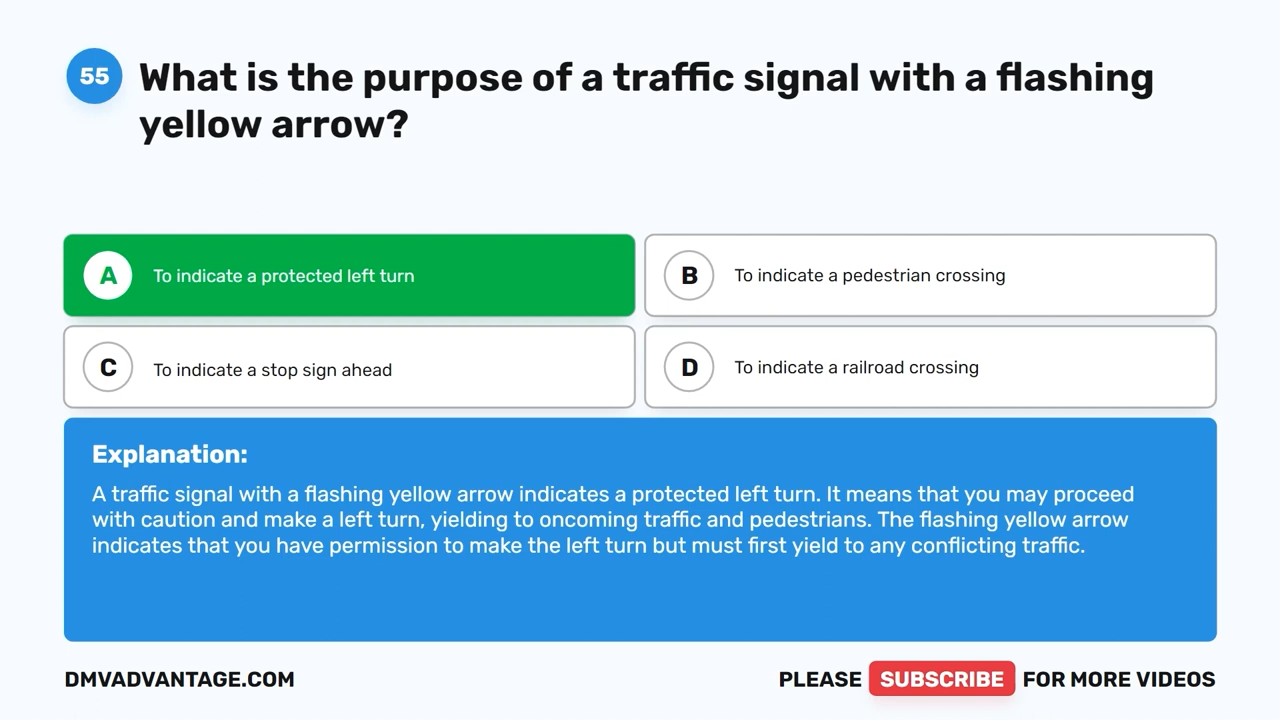 55
What is the purpose of a traffic signal with a flashing
yellow arrow?
A To indicate a protected left turn
B To indicate a pedestrian crossing
C To indicate a stop sign ahead
D To indicate a railroad crossing
Explanation:
A traffic signal with a flashing yellow arrow indicates a protected left turn. It means that you may proceed
with caution and make a left turn, yielding to oncoming traffic and pedestrians. The flashing yellow arrow
indicates that you have permission to make the left turn but must first yield to any conflicting traffic.
DMVADVANTAGE.COM
PLEASE SUBSCRIBE FOR MORE VIDEOS